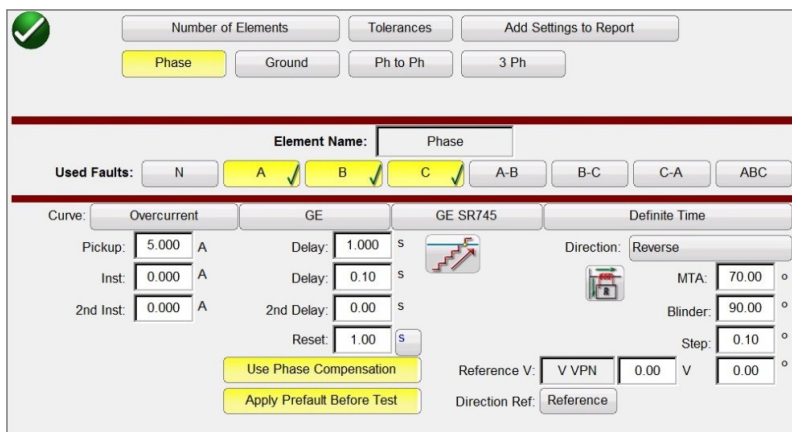 Number of Elements Tolerances Add Settings to Report
Phase Ground Ph to Ph 3 Ph
Element Name: Phase
Used Faults: N A B C A-B B-C C-A ABC
Curve: Overcurrent GE GE SR745 Definite Time
Pickup: 5.000 A Delay: 1.000 s Direction: Reverse
Inst: 0.000 A Delay: 0.10 s MTA: 70.00 °
2nd Inst: 0.000 A 2nd Delay: 0.00 s Blinder: 90.00 °
Reset: 1.00 s Step: 0.10 °
Use Phase Compensation Reference V: V VPN 0.00 V 0.00 °
Apply Prefault Before Test Direction Ref: Reference